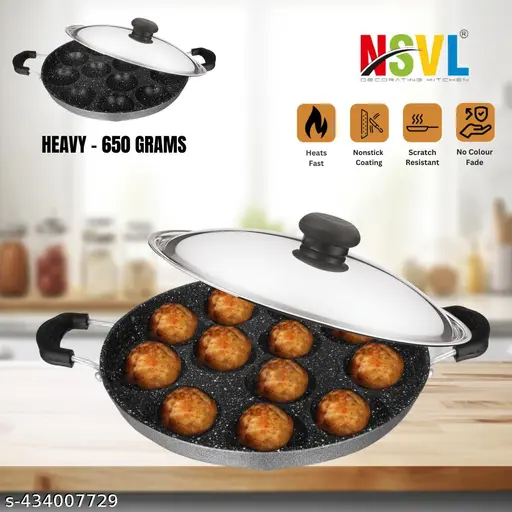 NSVL®
DECORATING KITCHEN
HEAVY - 650 GRAMS
Heats
Fast
Nonstick
Coating
Scratch
Resistant
No Colour
Fade
s-434007729